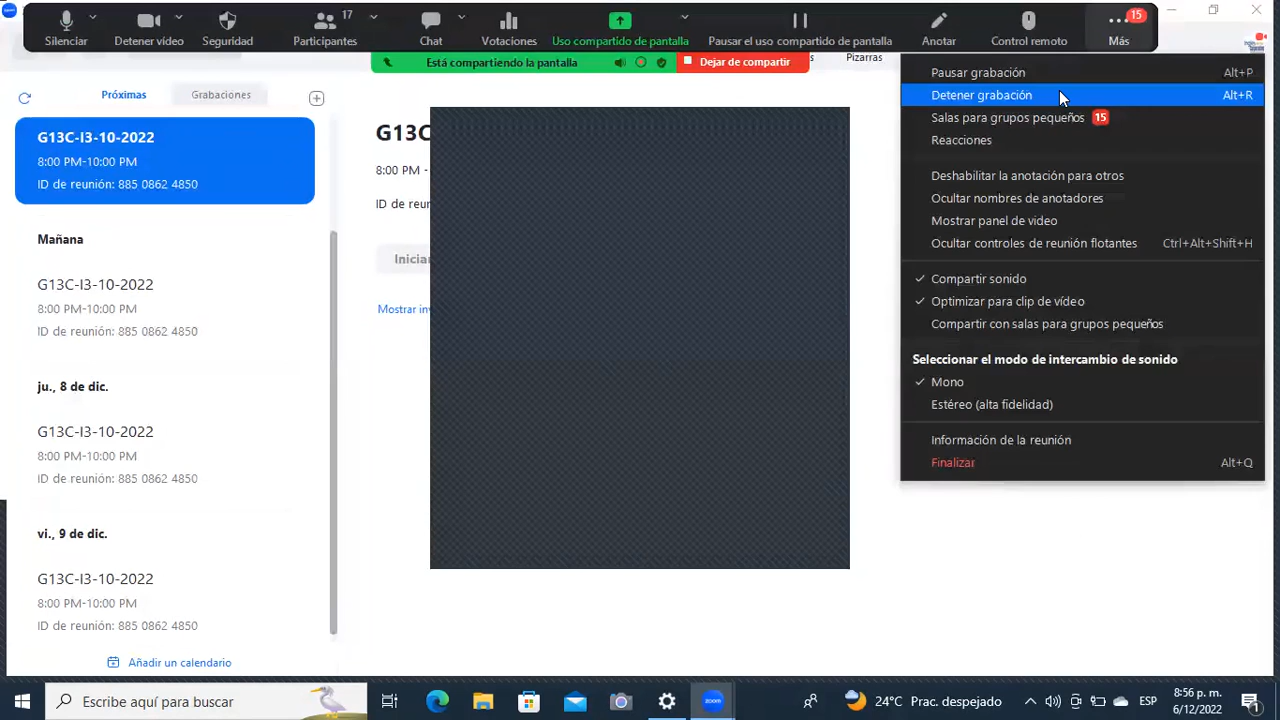 Silenciar
Detener vídeo
Seguridad
17
Participantes
Chat
Votaciones
Uso compartido de pantalla
Pausar el uso compartido de pantalla
Anotar
Control remoto
15
Más
Está compartiendo la pantalla
Dejar de compartir
Pizarras
Próximas
Grabaciones
G13C-I3-10-2022
8:00 PM-10:00 PM
ID de reunión: 885 0862 4850
Mañana
G13C-I3-10-2022
8:00 PM-10:00 PM
ID de reunión: 885 0862 4850
ju., 8 de dic.
G13C-I3-10-2022
8:00 PM-10:00 PM
ID de reunión: 885 0862 4850
vi., 9 de dic.
G13C-I3-10-2022
8:00 PM-10:00 PM
ID de reunión: 885 0862 4850
Añadir un calendario
G13C
8:00 PM -
ID de reun
Iniciar
Mostrar inv
Pausar grabación Alt+P
Detener grabación Alt+R
Salas para grupos pequeños 15
Reacciones
Deshabilitar la anotación para otros
Ocultar nombres de anotadores
Mostrar panel de video
Ocultar controles de reunión flotantes Ctrl+Alt+Shift+H
Compartir sonido
Optimizar para clip de vídeo
Compartir con salas para grupos pequeños
Seleccionar el modo de intercambio de sonido
Mono
Estéreo (alta fidelidad)
Información de la reunión
Finalizar Alt+Q
Escribe aquí para buscar
zoom
24°C Prac. despejado
ESP
8:56 p. m.
6/12/2022
1